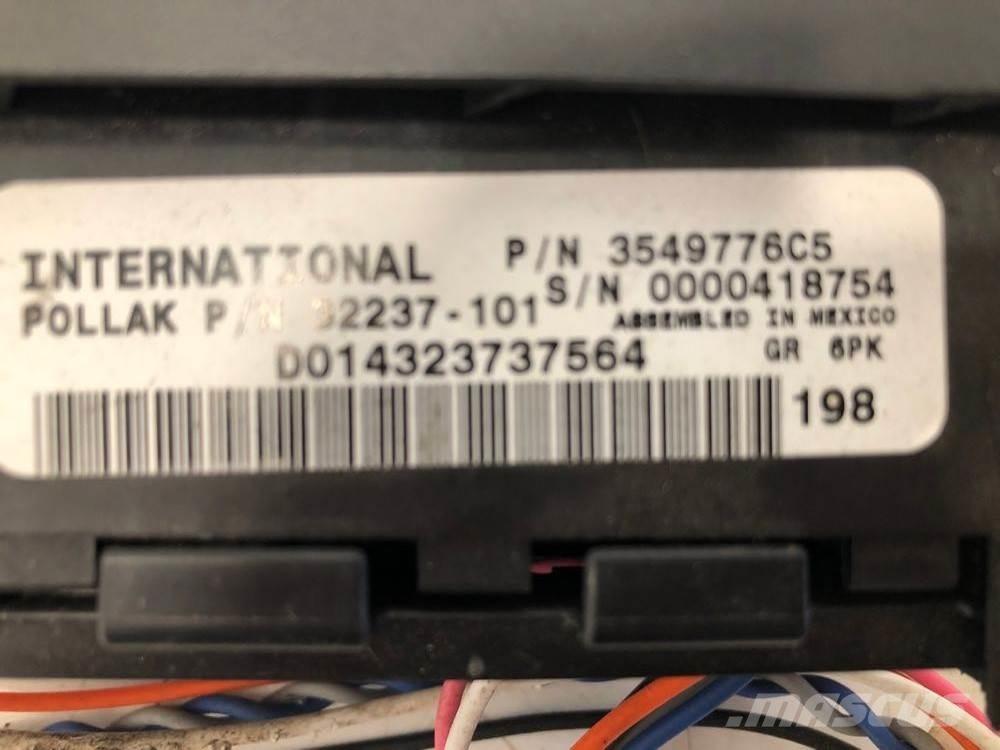 INTERNATIONAL P/N 3549776C5
POLLAK P/N 32237-101 S/N 0000418754
ASSEMBLED IN MEXICO
D014323737564 GR 6PK
198
MASCUS